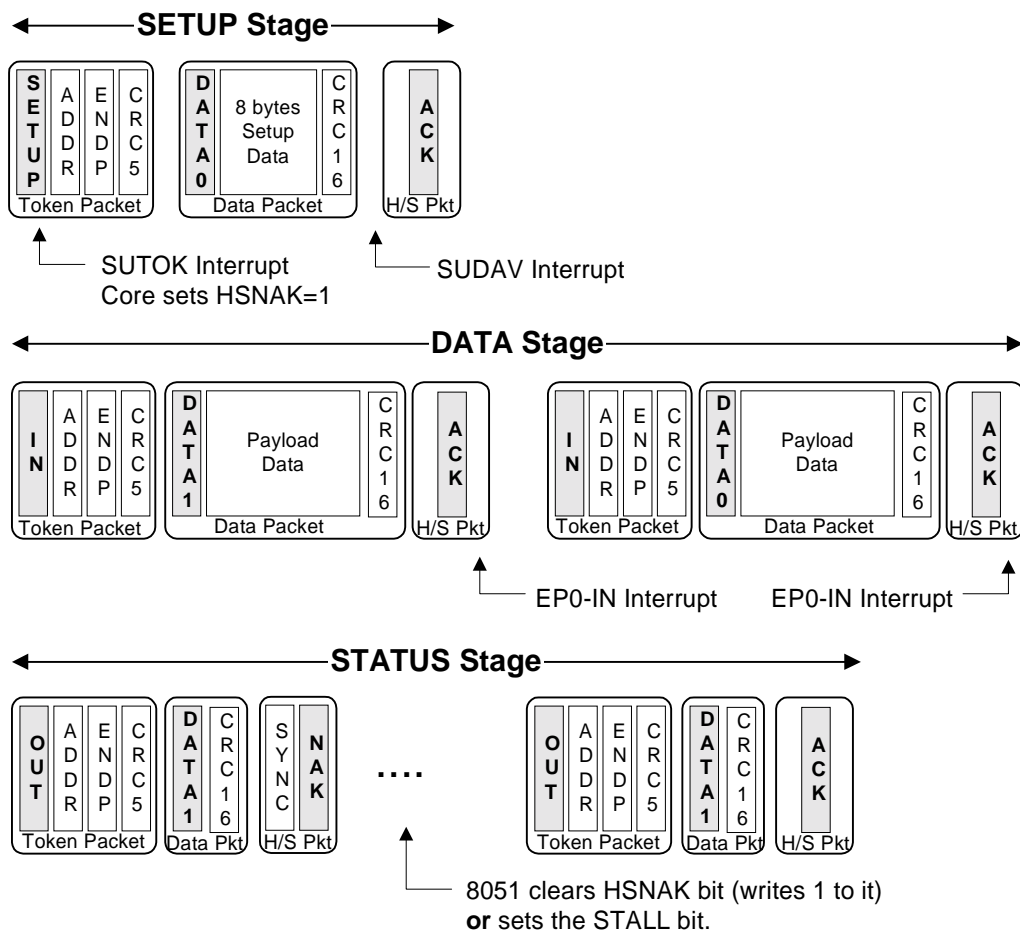 SETUP Stage
SETUP ADDR ENDP CRC5
DATA0 8 bytes Setup Data CRC16
ACK
Token Packet Data Packet H/S Pkt
SUTOK Interrupt
Core sets HSNAK=1
SUDAV Interrupt
DATA Stage
IN ADDR ENDP CRC5
DATA1 Payload Data CRC16
ACK
IN ADDR ENDP CRC5
DATA0 Payload Data CRC16
ACK
Token Packet Data Packet H/S Pkt Token Packet Data Packet H/S Pkt
EP0-IN Interrupt EP0-IN Interrupt
STATUS Stage
OUT ADDR ENDP CRC5
DATA1 CRC16
SYNC NAK
....
OUT ADDR ENDP CRC5
DATA1 CRC16
ACK
Token Packet Data Pkt H/S Pkt Token Packet Data Pkt H/S Pkt
8051 clears HSNAK bit (writes 1 to it)
or sets the STALL bit.